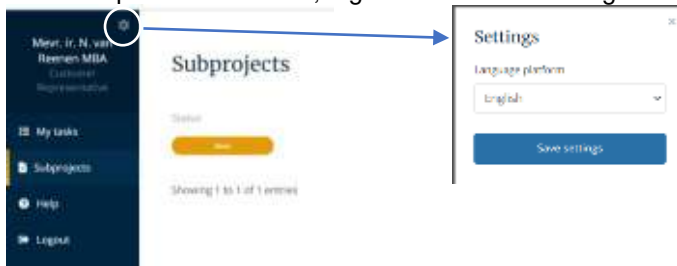 Mevr. ir. N. van
Reenen MBA
Customer
Representative
My tasks
Subprojects
Help
Logout
Subprojects
Status
Showing 1 to 1 of 1 entries
Settings
Language platform
English
Save settings